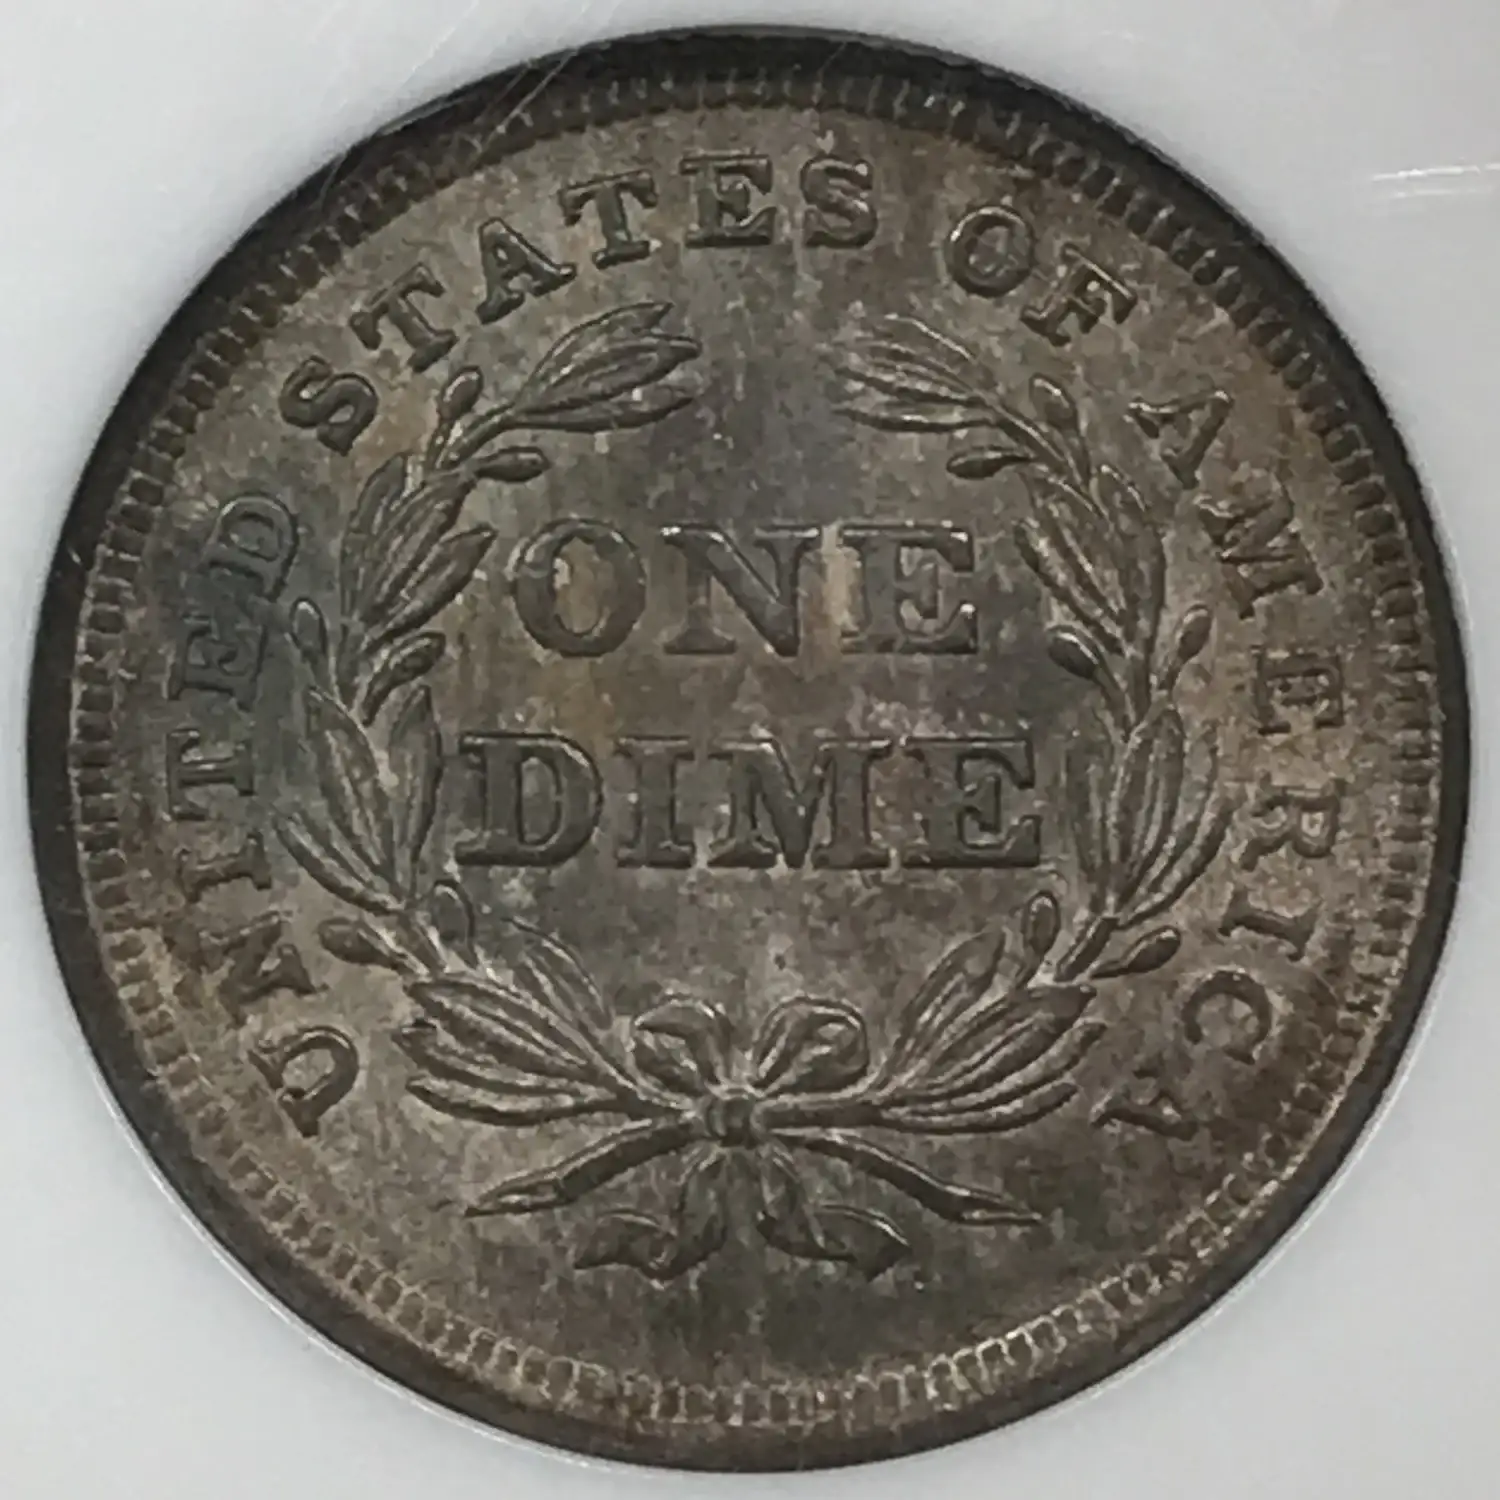 UNITED STATES OF AMERICA
ONE
DIME